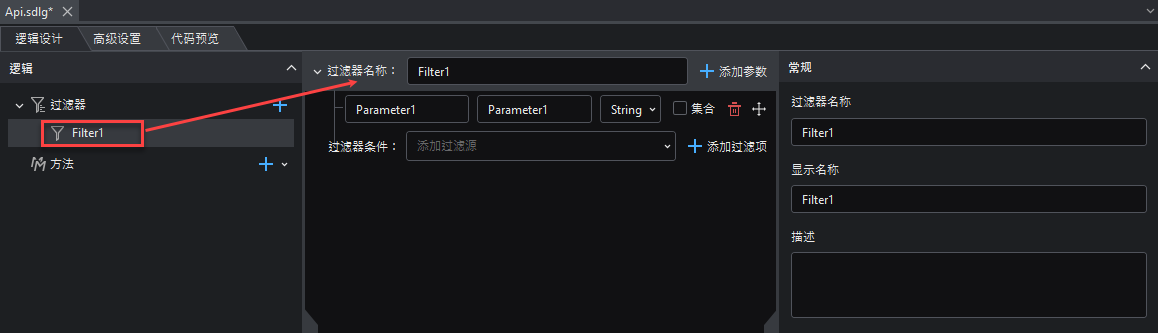 Api.sdlg*
逻辑设计 高级设置 代码预览
逻辑
过滤器
Filter1
方法
过滤器名称： Filter1 添加参数
Parameter1 Parameter1 String 集合
过滤器条件： 添加过滤源 添加过滤项
常规
过滤器名称
Filter1
显示名称
Filter1
描述